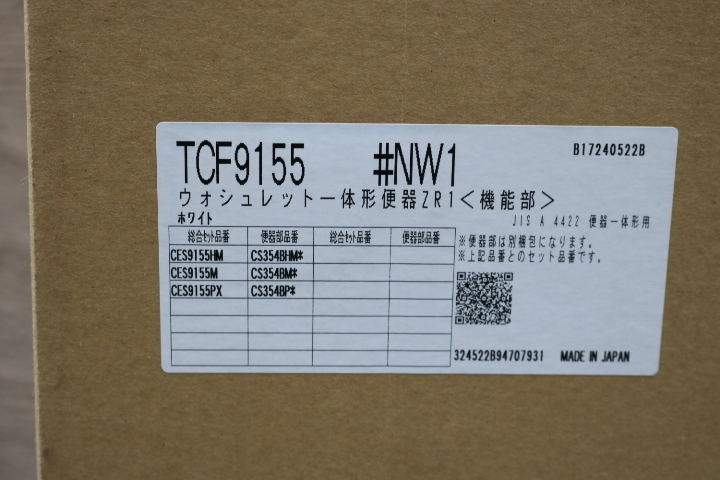 TCF9155 #NW1 B17240522B
ウォシュレット一体形便器ZR1<機能部>
ホワイト JIS A 4422 便器一体形用
総合セット品番 便器部品番 総合セット品番 便器部品番
CES9155HM CS354BHM*
CES9155M CS354BM*
CES9155PX CS354BP*
※便器部は別梱包になります。
※上記品番とのセット品番です。
324522B94707931 MADE IN JAPAN